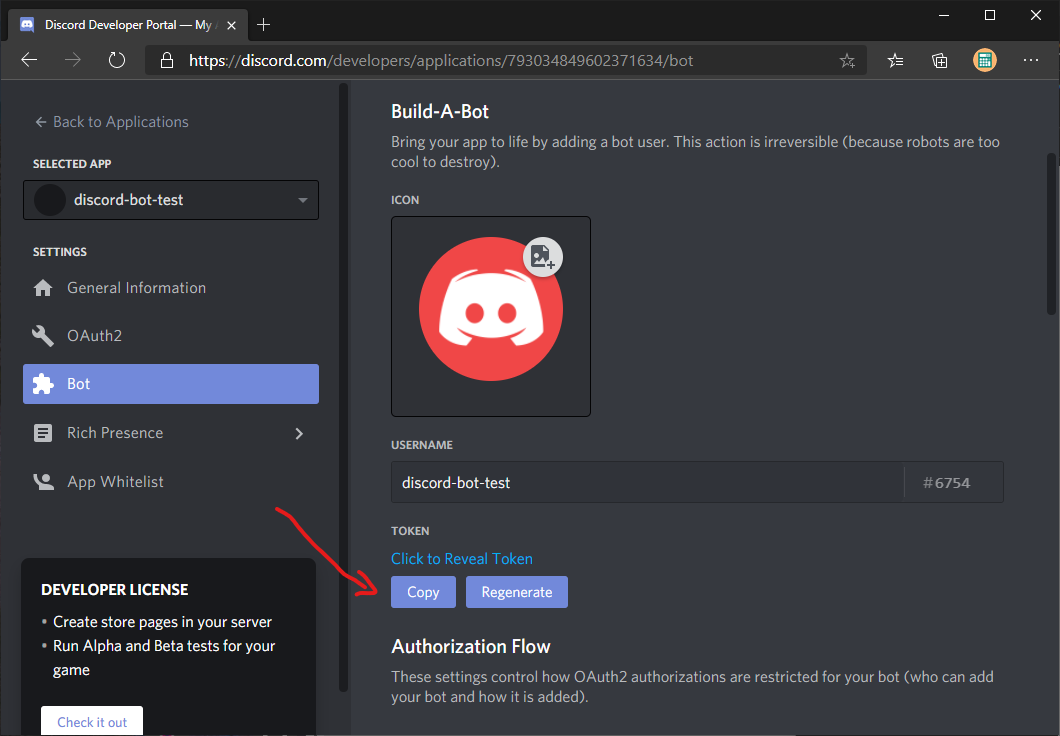 Discord Developer Portal — My
https://discord.com/developers/applications/793034849602371634/bot
Back to Applications
SELECTED APP
discord-bot-test
SETTINGS
General Information
OAuth2
Bot
Rich Presence
App Whitelist
DEVELOPER LICENSE
• Create store pages in your server
• Run Alpha and Beta tests for your
game
Check it out
Build-A-Bot
Bring your app to life by adding a bot user. This action is irreversible (because robots are too
cool to destroy).
ICON
USERNAME
discord-bot-test
#6754
TOKEN
Click to Reveal Token
Copy
Regenerate
Authorization Flow
These settings control how OAuth2 authorizations are restricted for your bot (who can add
your bot and how it is added).